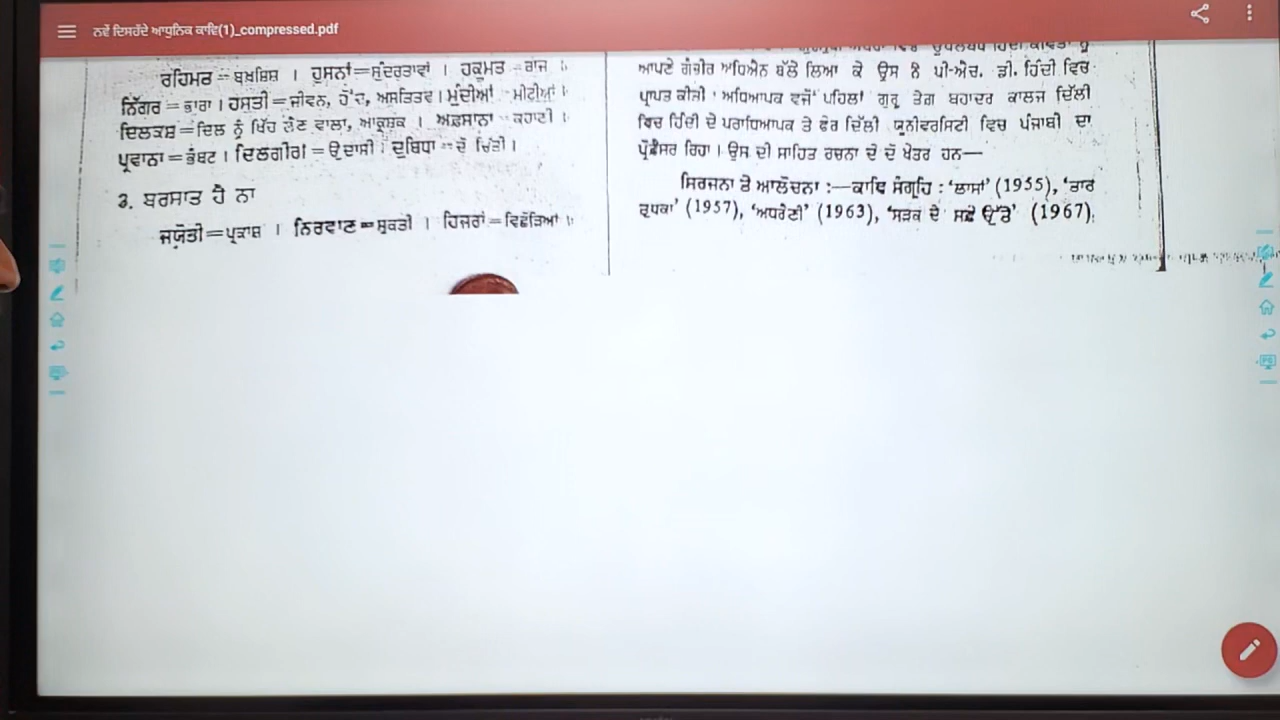 ਨਵੇਂ ਦਿਸਹੱਦੇ ਆਧੁਨਿਕ ਕਾਵਿ(1)_compressed.pdf
ਰਹਿਮਤ = ਬਖ਼ਸ਼ਿਸ਼ । ਹੁਸਨਾਂ=ਸੁੰਦਰਤਾਵਾਂ । ਹਕੂਮਤ = ਰਾਜ ।
ਨਿੱਗਰ = ਭਾਰਾ । ਹਸਤੀ = ਜੀਵਨ, ਹੋਂਦ, ਅਸਤਿਤਵ।
ਦਿਲਕਸ਼=ਦਿਲ ਨੂੰ ਖਿੱਚ ਲੈਣ ਵਾਲਾ, ਆਕ੍ਰਸ਼ਕ । ਅਫ਼ਸਾਨਾ = ਕਹਾਣੀ ।
ਪ੍ਰਵਾਨਾ=ਭੰਬਟ । ਦਿਲਗੀਰੀ = ਉਦਾਸੀ । ਦੁਬਿਧਾ = ਦੋ ਚਿੱਤੀ ।
3. ਬਰਸਾਤ ਹੈ ਨਾ
ਜਯੋਤੀ=ਪ੍ਰਕਾਸ਼ । ਨਿਰਵਾਣ = ਮੁਕਤੀ । ਹਿਜਰਾਂ=ਵਿਛੋੜਿਆਂ ।
ਆਪਣੇ ਗੰਭੀਰ ਅਧਿਐਨ ਥੱਲੇ ਲਿਆ ਕੇ ਉਸ ਨੇ ਪੀ-ਐਚ. ਡੀ. ਹਿੰਦੀ ਵਿਚ
ਪ੍ਰਾਪਤ ਕੀਤੀ । ਅਧਿਆਪਕ ਵਜੋਂ ਪਹਿਲਾਂ ਗੁਰੂ ਤੇਗ ਬਹਾਦਰ ਕਾਲਜ ਦਿੱਲੀ
ਵਿਚ ਹਿੰਦੀ ਦੇ ਪਰਾਧਿਆਪਕ ਤੇ ਫੇਰ ਦਿੱਲੀ ਯੂਨੀਵਰਸਿਟੀ ਵਿਚ ਪੰਜਾਬੀ ਦਾ
ਪ੍ਰੋਫ਼ੈਸਰ ਰਿਹਾ । ਉਸ ਦੀ ਸਾਹਿਤ ਰਚਨਾ ਦੇ ਦੋ ਖੇਤਰ ਹਨ—
ਸਿਰਜਨਾ ਤੇ ਆਲੋਚਨਾ :—ਕਾਵਿ ਸੰਗ੍ਰਹਿ : ‘ਲਾਸਾਂ’ (1955), ‘ਤਾਰ
ਤੁਪਕਾ’ (1957), ‘ਅਧਰੈਣੀ’ (1963), ‘ਸੜਕ ਦੇ ਸਫ਼ੇ ਉੱਤੇ’ (1967),